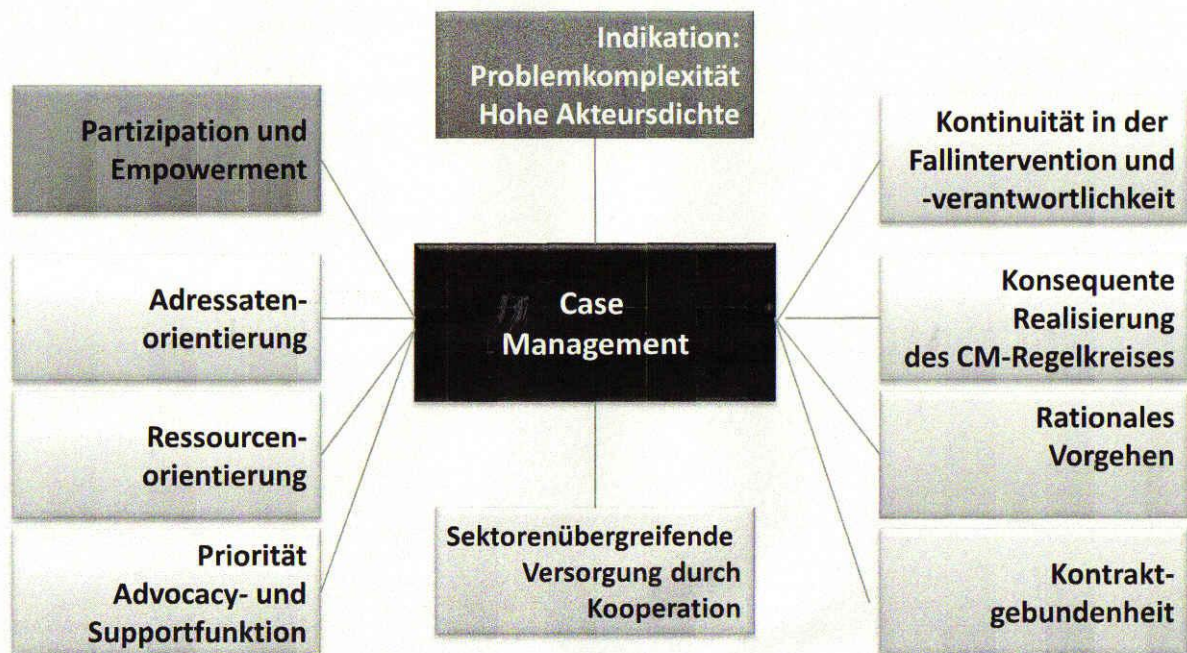 Indikation:
Problemkomplexität
Hohe Akteursdichte
Partizipation und
Empowerment
Adressaten-
orientierung
Ressourcen-
orientierung
Priorität
Advocacy- und
Supportfunktion
Case
Management
Sektorenübergreifende
Versorgung durch
Kooperation
Kontinuität in der
Fallintervention und
-verantwortlichkeit
Konsequente
Realisierung
des CM-Regelkreises
Rationales
Vorgehen
Kontrakt-
gebundenheit